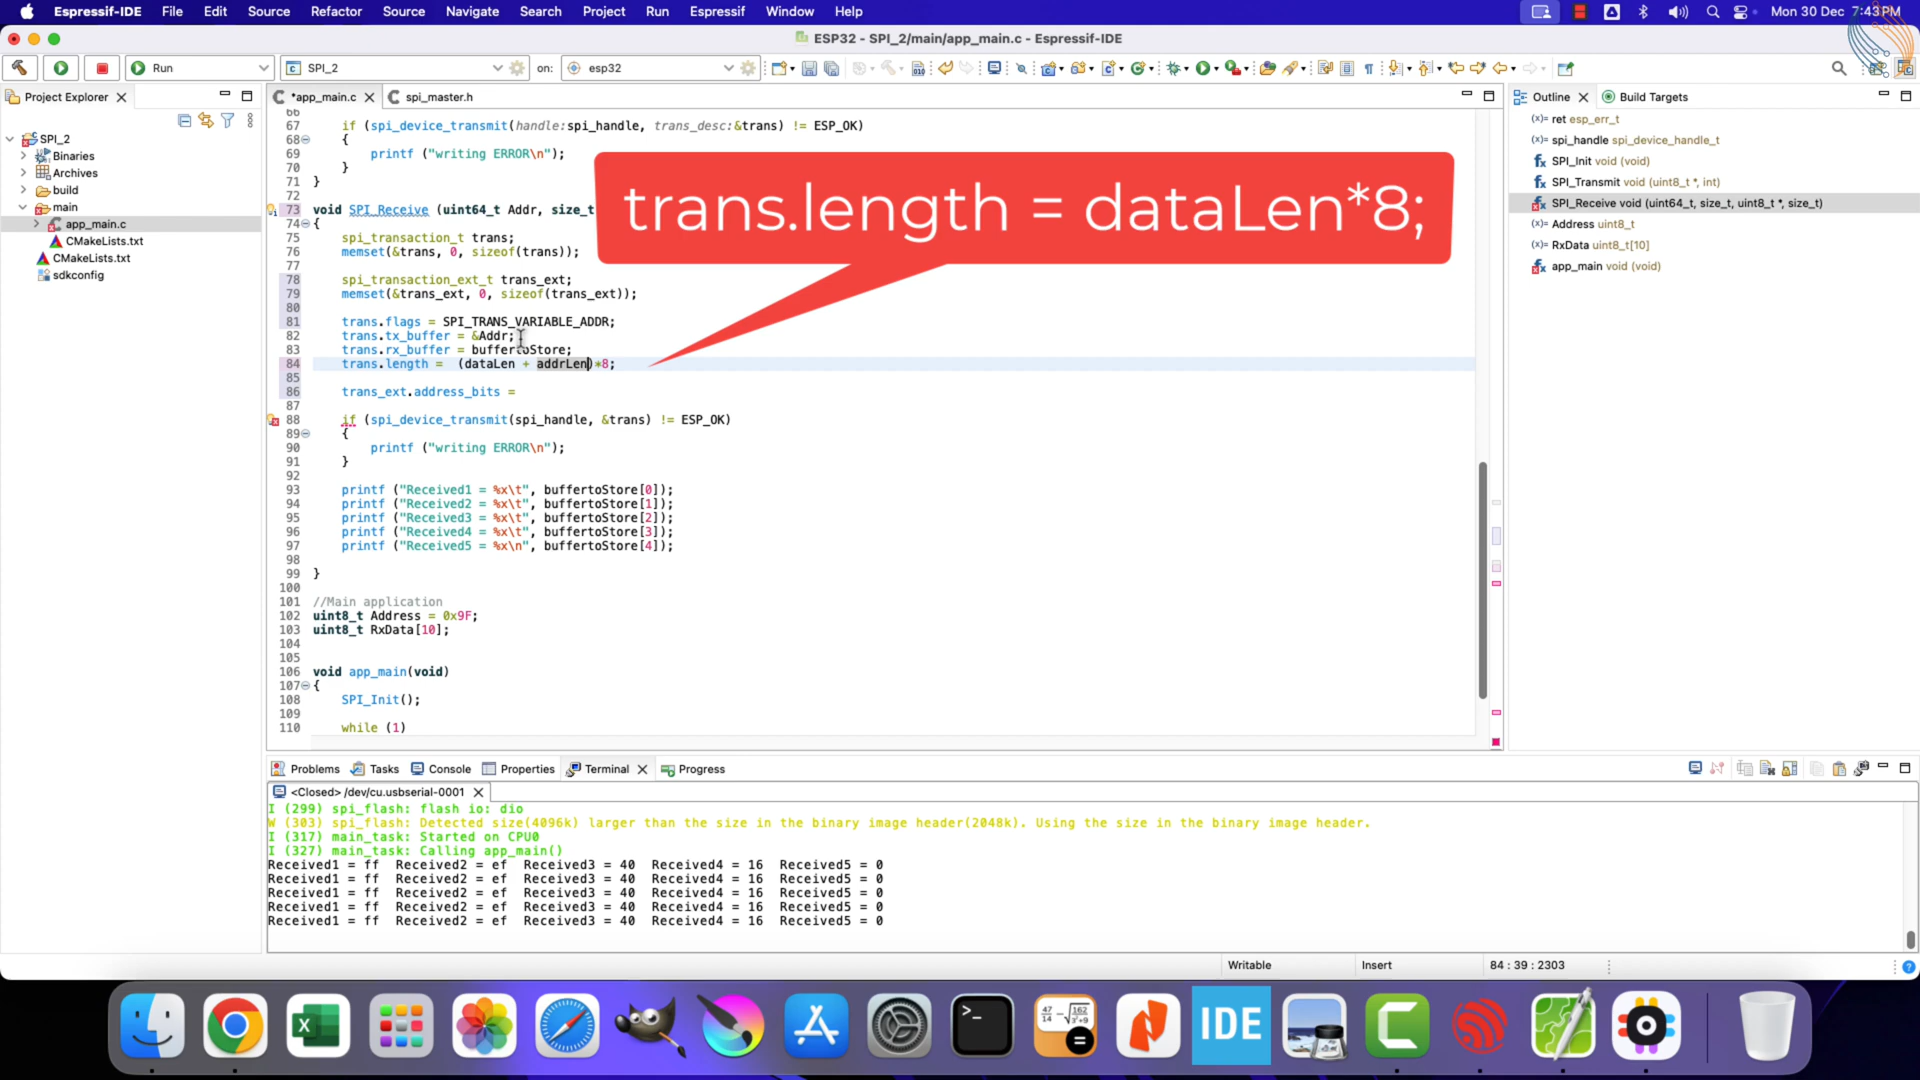 Espressif-IDE File Edit Source Refactor Source Navigate Search Project Run Espressif Window Help Mon 30 Dec 7:43PM
ESP32 - SPI_2/main/app_main.c - Espressif-IDE
Run SPI_2 on: esp32
Project Explorer
SPI_2
Binaries
Archives
build
main
app_main.c
CMakeLists.txt
CMakeLists.txt
sdkconfig
*app_main.c spi_master.h
66
67 if (spi_device_transmit(handle:spi_handle, trans_desc:&trans) != ESP_OK)
68 {
69 printf ("writing ERROR\n");
70 }
71 }
72
73 void SPI_Receive (uint64_t Addr, size_t
74 {
75 spi_transaction_t trans;
76 memset(&trans, 0, sizeof(trans));
77
78 spi_transaction_ext_t trans_ext;
79 memset(&trans_ext, 0, sizeof(trans_ext));
80
81 trans.flags = SPI_TRANS_VARIABLE_ADDR;
82 trans.tx_buffer = &Addr;
83 trans.rx_buffer = buffertoStore;
84 trans.length = (dataLen + addrLen)*8;
85
86 trans_ext.address_bits =
87
88 if (spi_device_transmit(spi_handle, &trans) != ESP_OK)
89 {
90 printf ("writing ERROR\n");
91 }
92
93 printf ("Received1 = %x\t", buffertoStore[0]);
94 printf ("Received2 = %x\t", buffertoStore[1]);
95 printf ("Received3 = %x\t", buffertoStore[2]);
96 printf ("Received4 = %x\t", buffertoStore[3]);
97 printf ("Received5 = %x\n", buffertoStore[4]);
98
99 }
100
101 //Main application
102 uint8_t Address = 0x9F;
103 uint8_t RxData[10];
104
105
106 void app_main(void)
107 {
108 SPI_Init();
109
110 while (1)
trans.length = dataLen*8;
Outline Build Targets
ret esp_err_t
spi_handle spi_device_handle_t
SPI_Init void (void)
SPI_Transmit void (uint8_t *, int)
SPI_Receive void (uint64_t, size_t, uint8_t *, size_t)
Address uint8_t
RxData uint8_t[10]
app_main void (void)
Problems Tasks Console Properties Terminal Progress
<Closed> /dev/cu.usbserial-0001
I (299) spi_flash: flash io: dio
W (303) spi_flash: Detected size(4096k) larger than the size in the binary image header(2048k). Using the size in the binary image header.
I (317) main_task: Started on CPU0
I (327) main_task: Calling app_main()
Received1 = ff Received2 = ef Received3 = 40 Received4 = 16 Received5 = 0
Received1 = ff Received2 = ef Received3 = 40 Received4 = 16 Received5 = 0
Received1 = ff Received2 = ef Received3 = 40 Received4 = 16 Received5 = 0
Received1 = ff Received2 = ef Received3 = 40 Received4 = 16 Received5 = 0
Received1 = ff Received2 = ef Received3 = 40 Received4 = 16 Received5 = 0
Writable Insert 84 : 39 : 2303
IDE